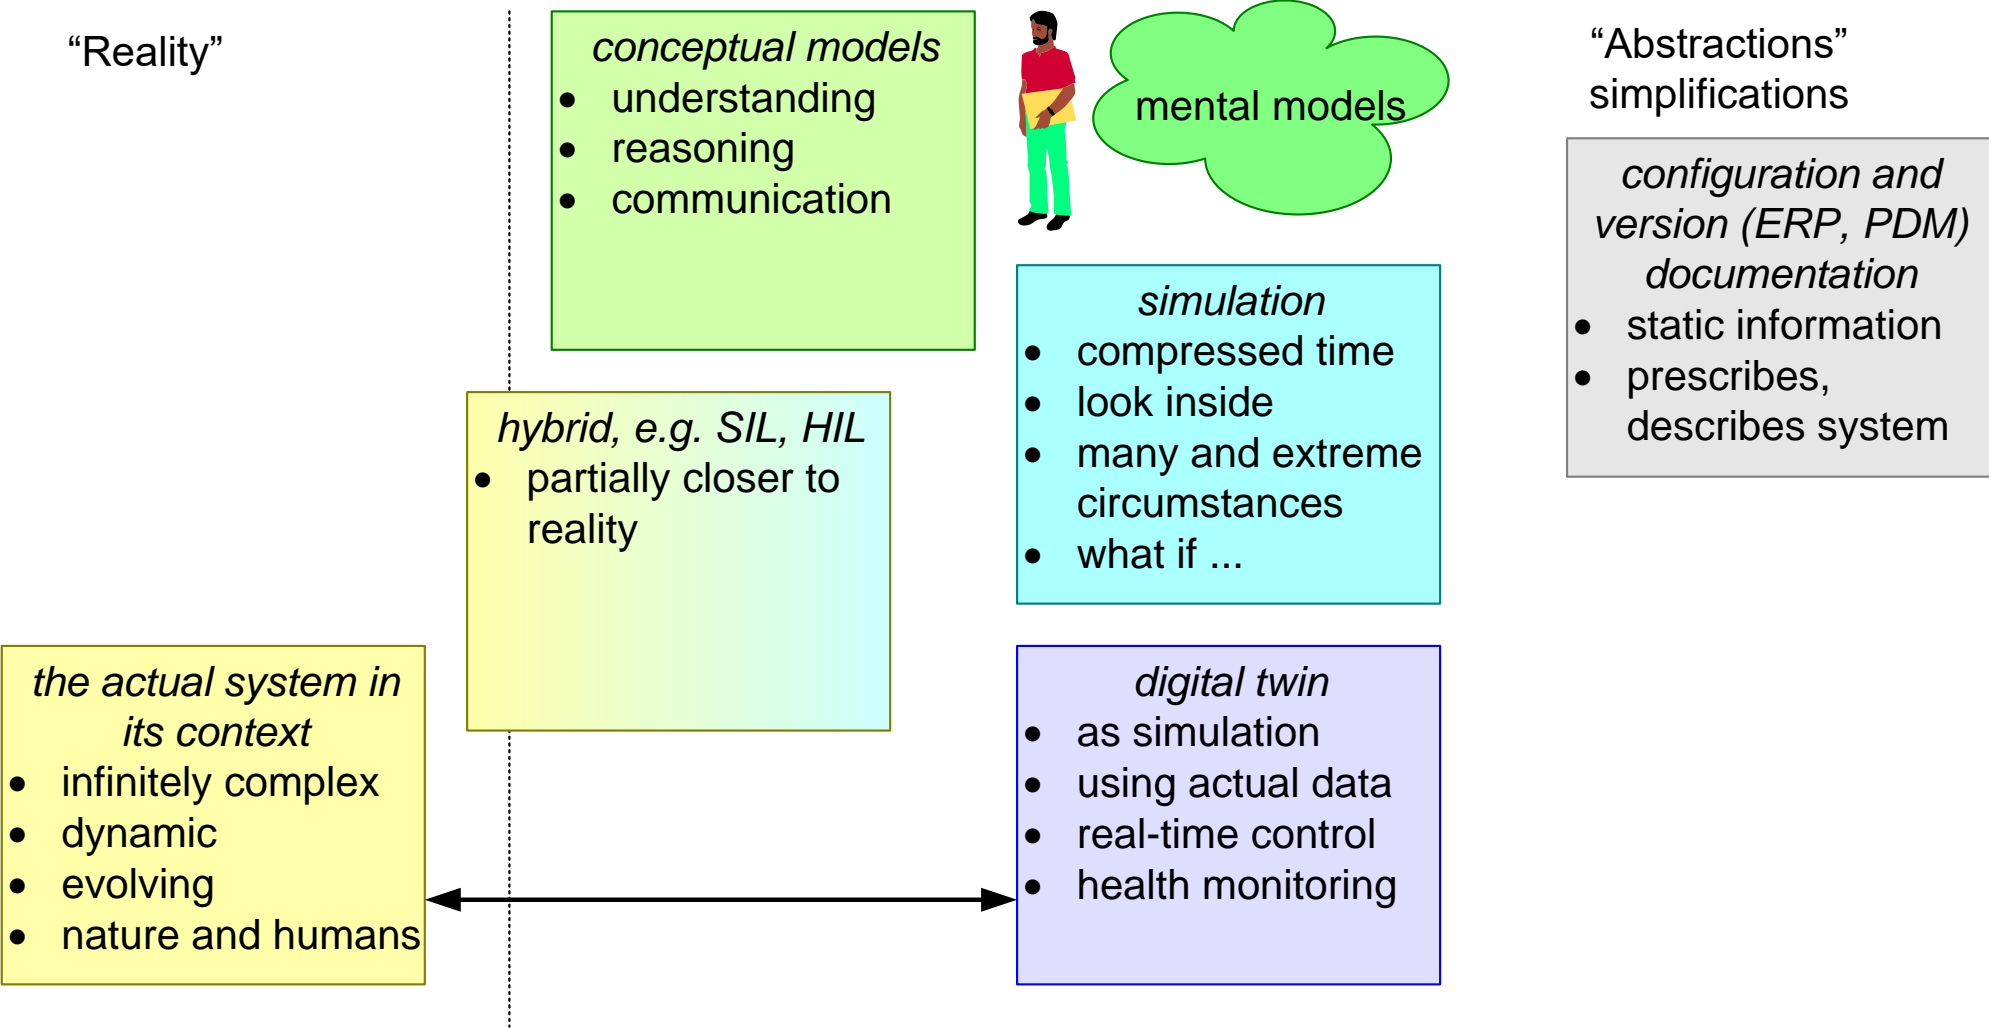 “Reality”
conceptual models
• understanding
• reasoning
• communication
mental models
“Abstractions”
simplifications
configuration and
version (ERP, PDM)
documentation
• static information
• prescribes,
describes system
simulation
• compressed time
• look inside
• many and extreme
circumstances
• what if ...
hybrid, e.g. SIL, HIL
• partially closer to
reality
the actual system in
its context
• infinitely complex
• dynamic
• evolving
• nature and humans
digital twin
• as simulation
• using actual data
• real-time control
• health monitoring